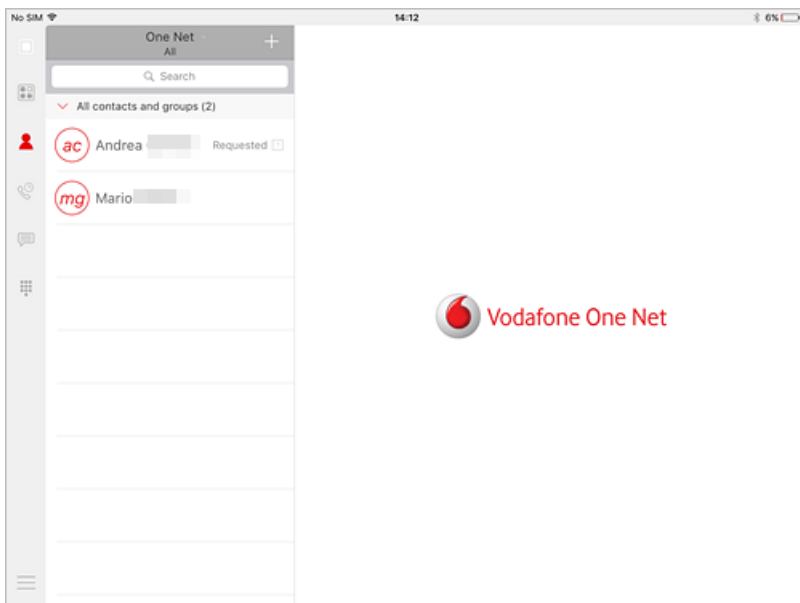 No SIM 14:12 6%
One Net
All
Search
All contacts and groups (2)
ac Andrea Requested
mg Mario
Vodafone One Net